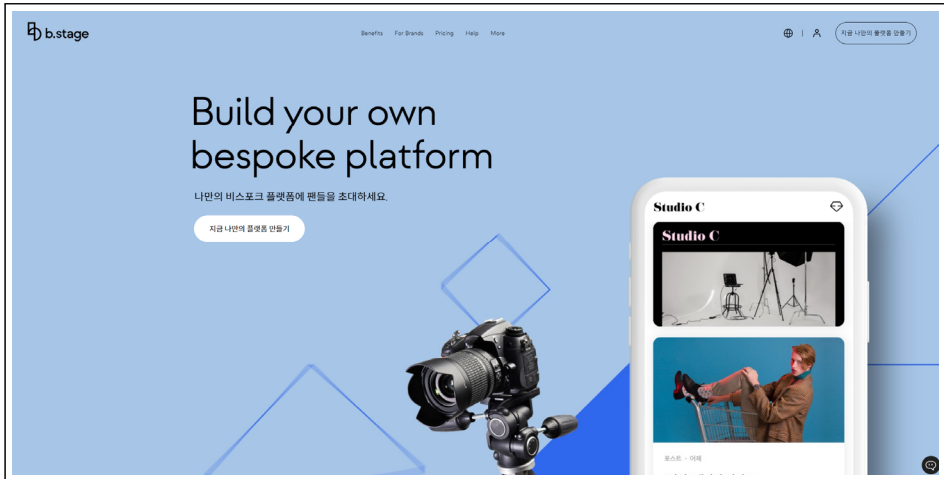 b.stage
Benefits For Brands Pricing Help More
지금 나만의 플랫폼 만들기
Build your own
bespoke platform
나만의 비스포크 플랫폼에 팬들을 초대하세요.
지금 나만의 플랫폼 만들기
Studio C
Studio C
포스트 · 어제